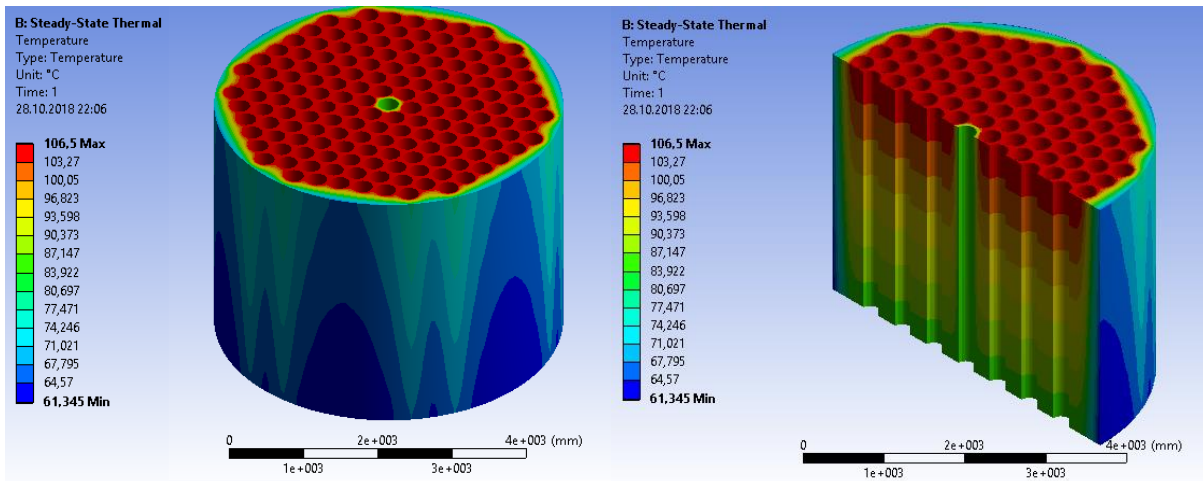 B: Steady-State Thermal
Temperature
Type: Temperature
Unit: °C
Time: 1
28.10.2018 22:06
106,5 Max
103,27
100,05
96,823
93,598
90,373
87,147
83,922
80,697
77,471
74,246
71,021
67,795
64,57
61,345 Min
0
2e+003
4e+003 (mm)
1e+003
3e+003
B: Steady-State Thermal
Temperature
Type: Temperature
Unit: °C
Time: 1
28.10.2018 22:06
106,5 Max
103,27
100,05
96,823
93,598
90,373
87,147
83,922
80,697
77,471
74,246
71,021
67,795
64,57
61,345 Min
0
2e+003
4e+003 (mm)
1e+003
3e+003